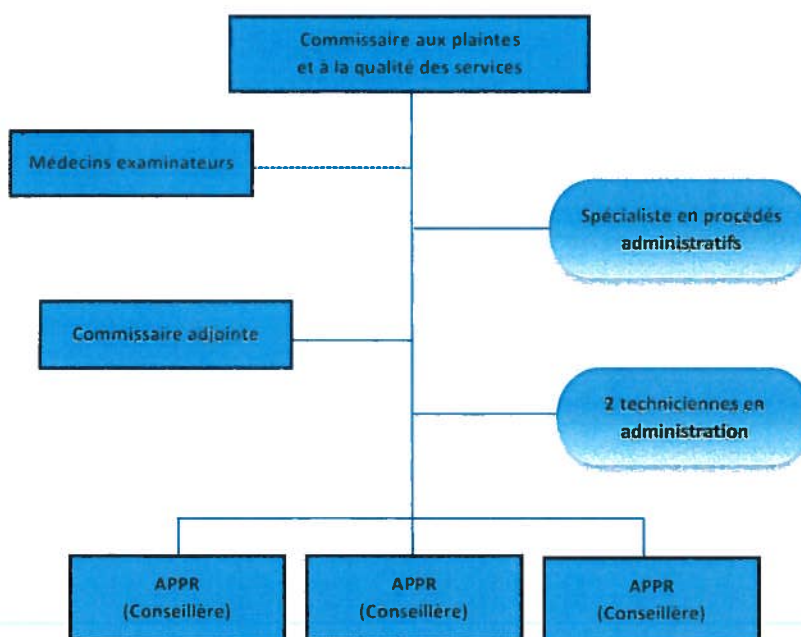 Commissaire aux plaintes
et à la qualité des services
Médecins examinateurs
Spécialiste en procédés
administratifs
Commissaire adjointe
2 techniciennes en
administration
APPR
(Conseillère)
APPR
(Conseillère)
APPR
(Conseillère)